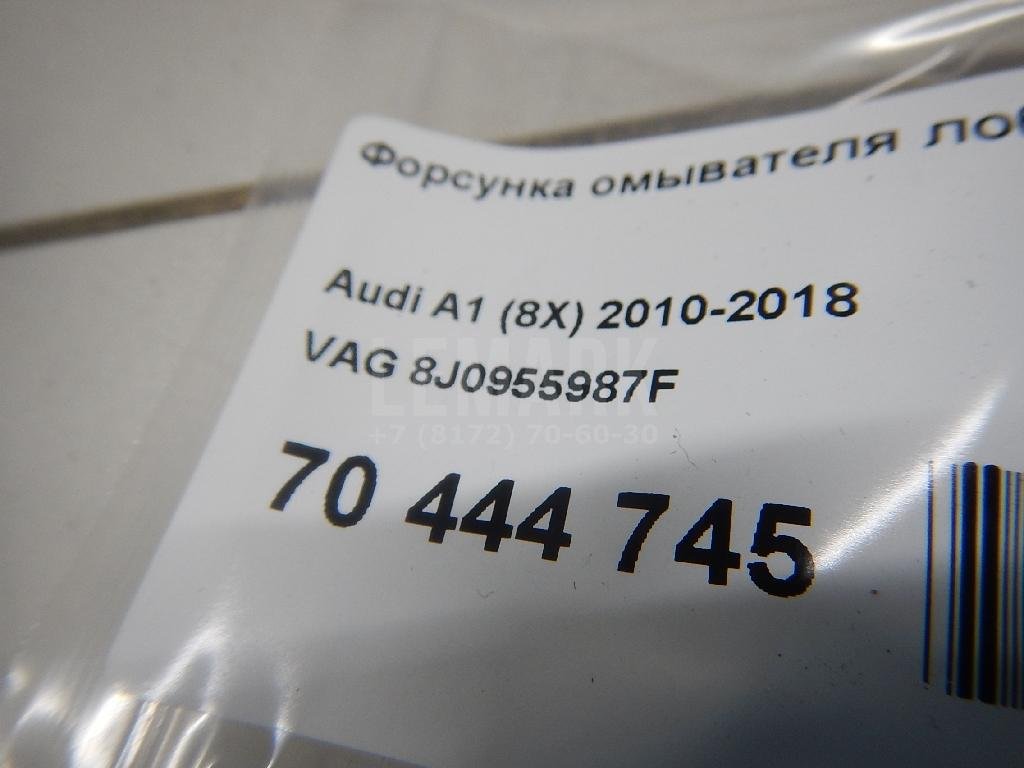 Форсунка омывателя
Audi A1 (8X) 2010-2018
VAG 8J0955987F
LEMARK
+7 (8172) 70-60-30
70 444 745